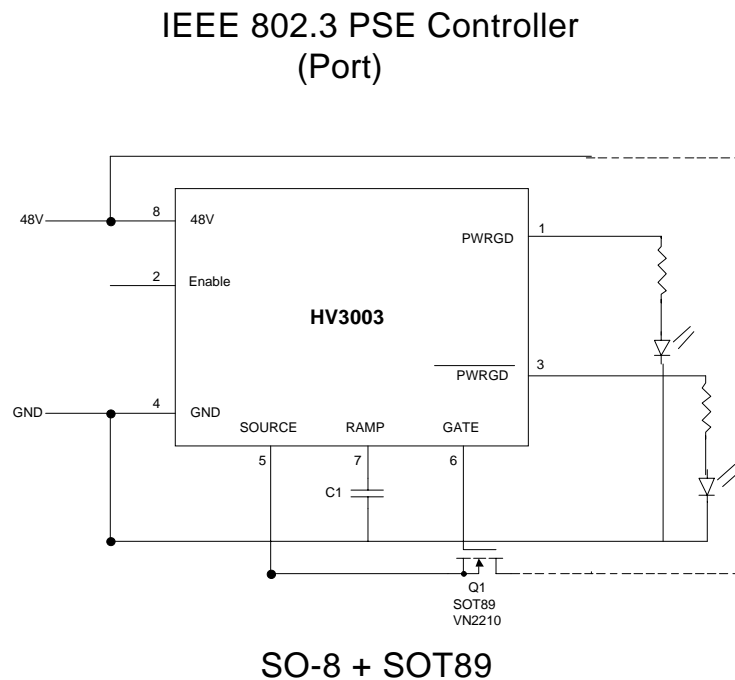 IEEE 802.3 PSE Controller
(Port)
48V
8
48V
PWRGD
1
2
Enable
HV3003
PWRGD
3
GND
4
GND
SOURCE
RAMP
GATE
5
7
6
C1
Q1
SOT89
VN2210
SO-8 + SOT89